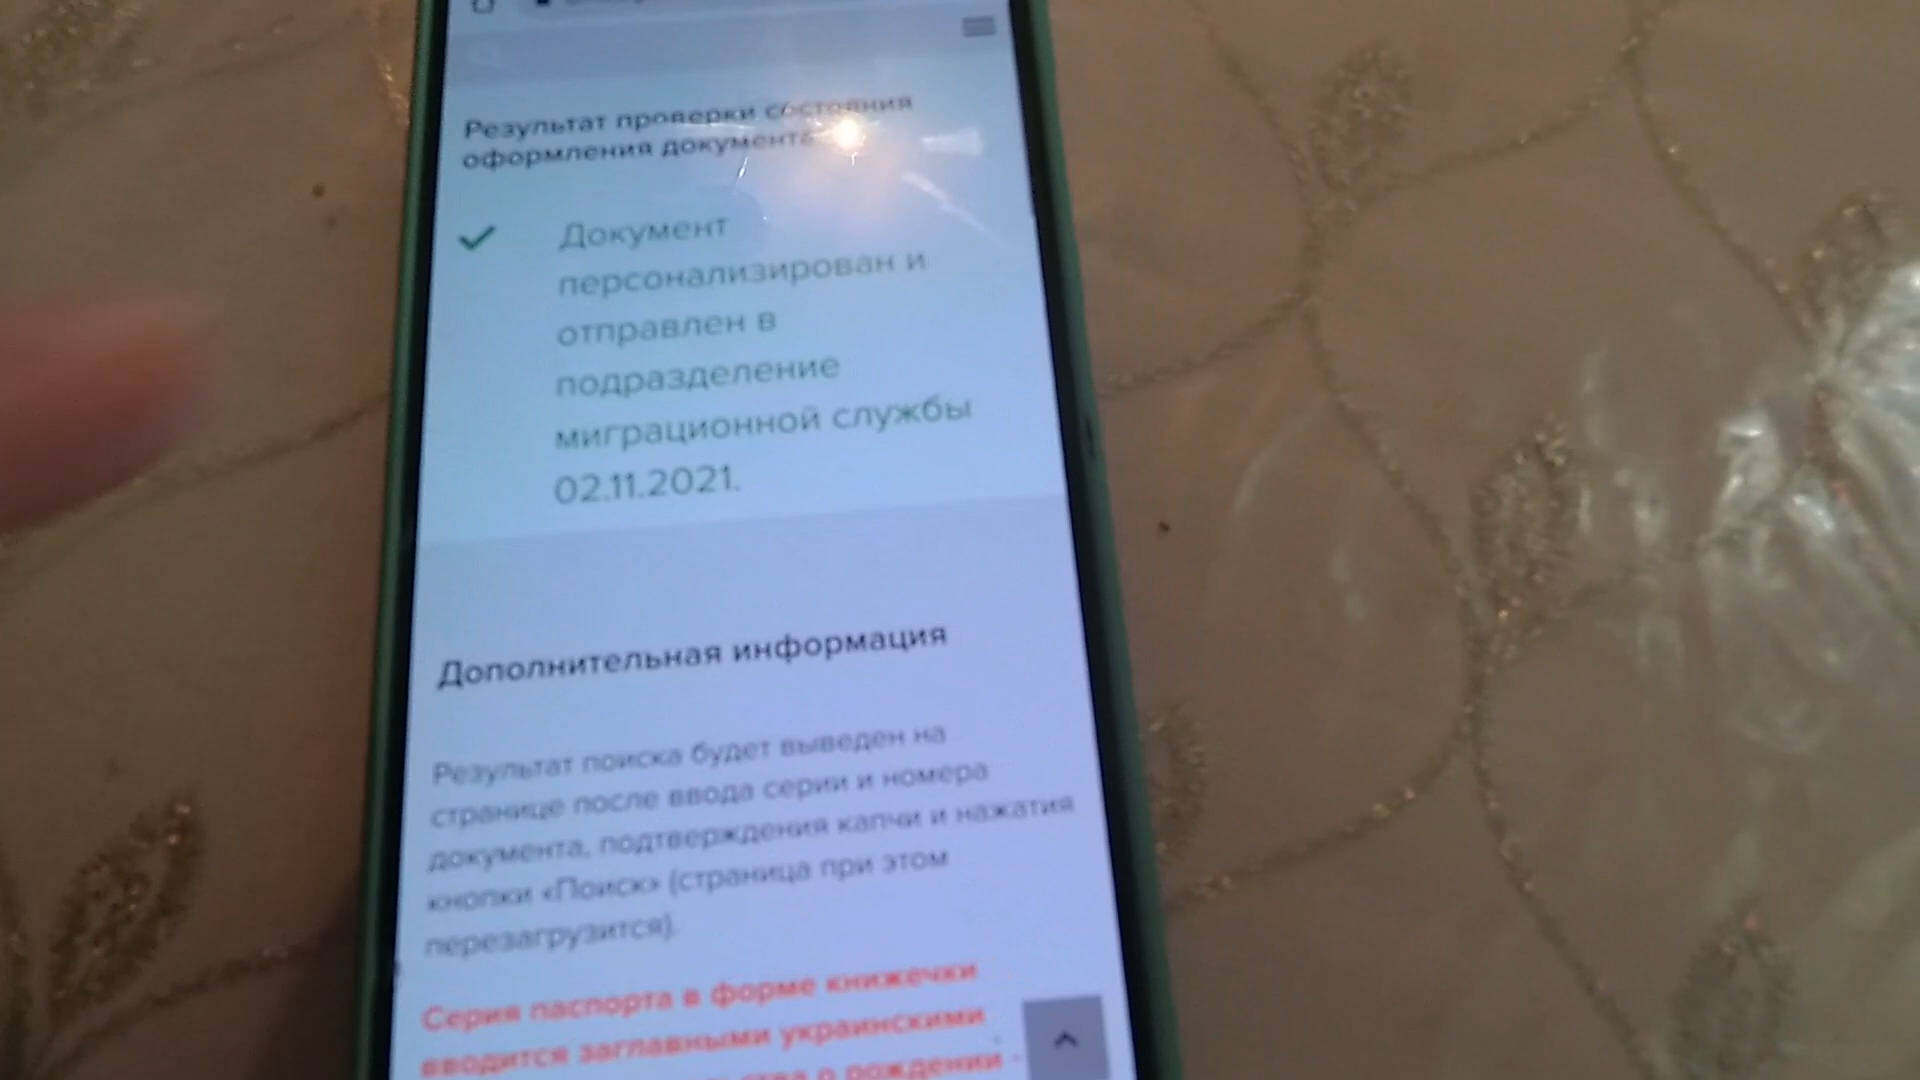 Результат проверки состояния
оформления документа
Документ
персонализирован и
отправлен в
подразделение
миграционной службы
02.11.2021.
Дополнительная информация
Результат поиска будет выведен на
странице после ввода серии и номера
документа, подтверждения капчи и нажатия
кнопки «Поиск» (страница при этом
перезагрузится).
Серия паспорта в форме книжечки
вводится заглавными украинскими
о рождении -